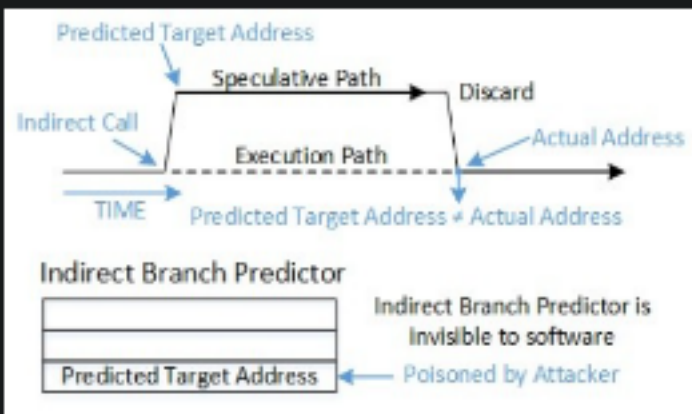 Predicted Target Address
Speculative Path
Discard
Indirect Call
Actual Address
Execution Path
TIME
Predicted Target Address ≠ Actual Address
Indirect Branch Predictor
Indirect Branch Predictor is
Invisible to software
Predicted Target Address
Poisoned by Attacker